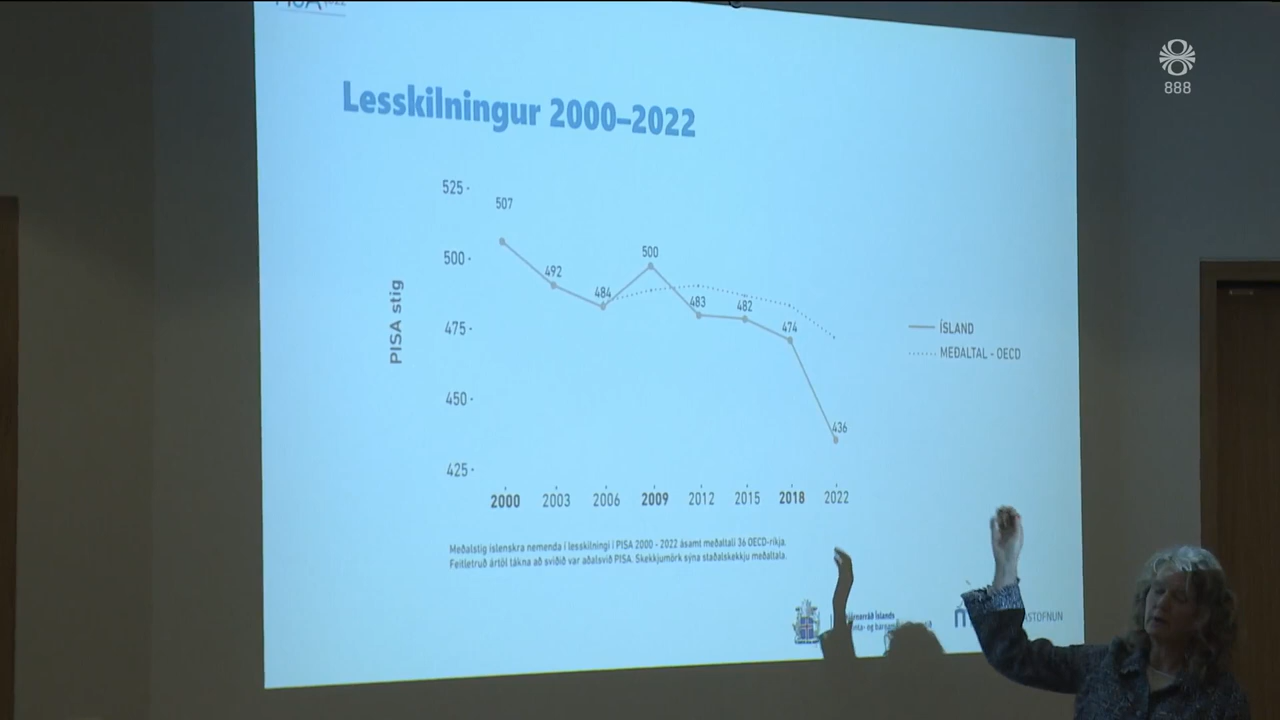 888
Lesskilningur 2000–2022
525
507
500
500
492
484
483
482
475
474
450
436
425
PISA stig
ÍSLAND
MEÐALTAL - OECD
2000 2003 2006 2009 2012 2015 2018 2022
Meðalstig íslenskra nemenda í lesskilningi í PISA 2000 - 2022 ásamt meðaltali 36 OECD-ríkja.
Feitletruð ártöl tákna að sviðið var aðalsvið PISA. Skekkjumörk sýna staðalskekkju meðaltala.